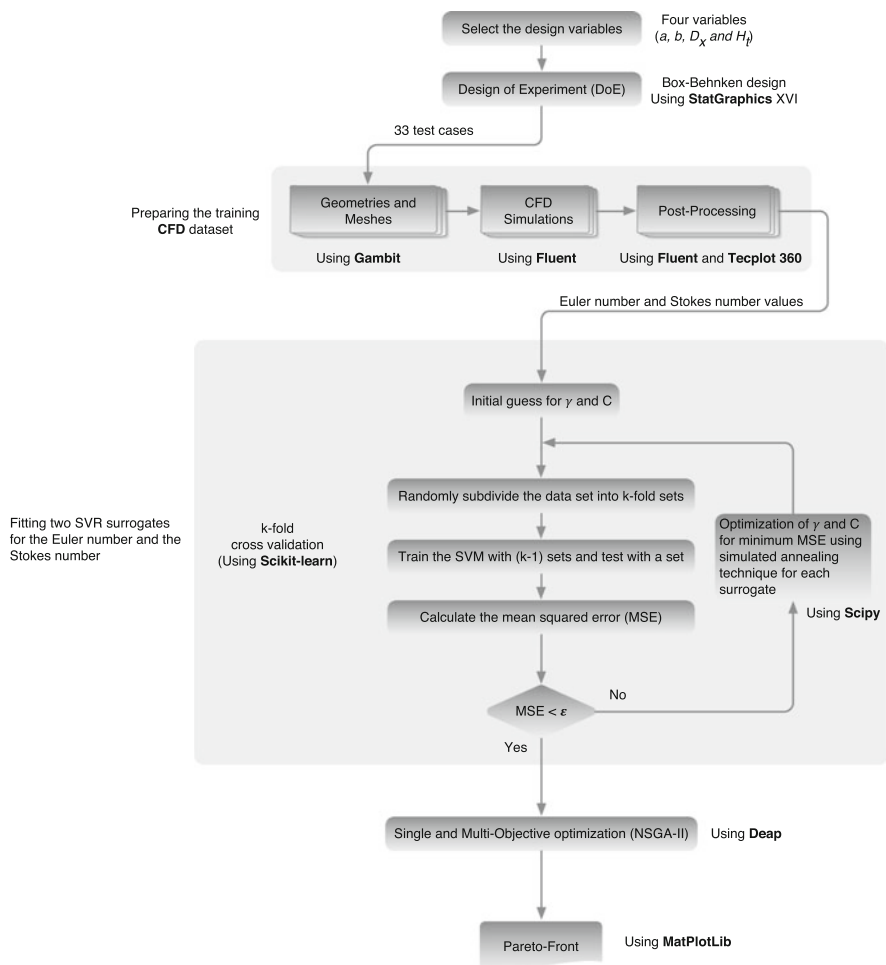 Select the design variables
Four variables
(a, b, Dx and Ht)
Design of Experiment (DoE)
Box-Behnken design
Using StatGraphics XVI
33 test cases
Preparing the training
CFD dataset
Geometries and
Meshes
CFD
Simulations
Post-Processing
Using Gambit
Using Fluent
Using Fluent and Tecplot 360
Euler number and Stokes number values
Initial guess for γ and C
Randomly subdivide the data set into k-fold sets
Fitting two SVR surrogates
for the Euler number and the
Stokes number
k-fold
cross validation
(Using Scikit-learn)
Train the SVM with (k-1) sets and test with a set
Optimization of γ and C
for minimum MSE using
simulated annealing
technique for each
surrogate
Using Scipy
Calculate the mean squared error (MSE)
MSE < ε
No
Yes
Single and Multi-Objective optimization (NSGA-II)
Using Deap
Pareto-Front
Using MatPlotLib